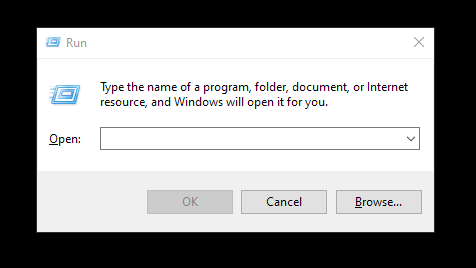 Run
Type the name of a program, folder, document, or Internet
resource, and Windows will open it for you.
Open:
OK
Cancel
Browse...